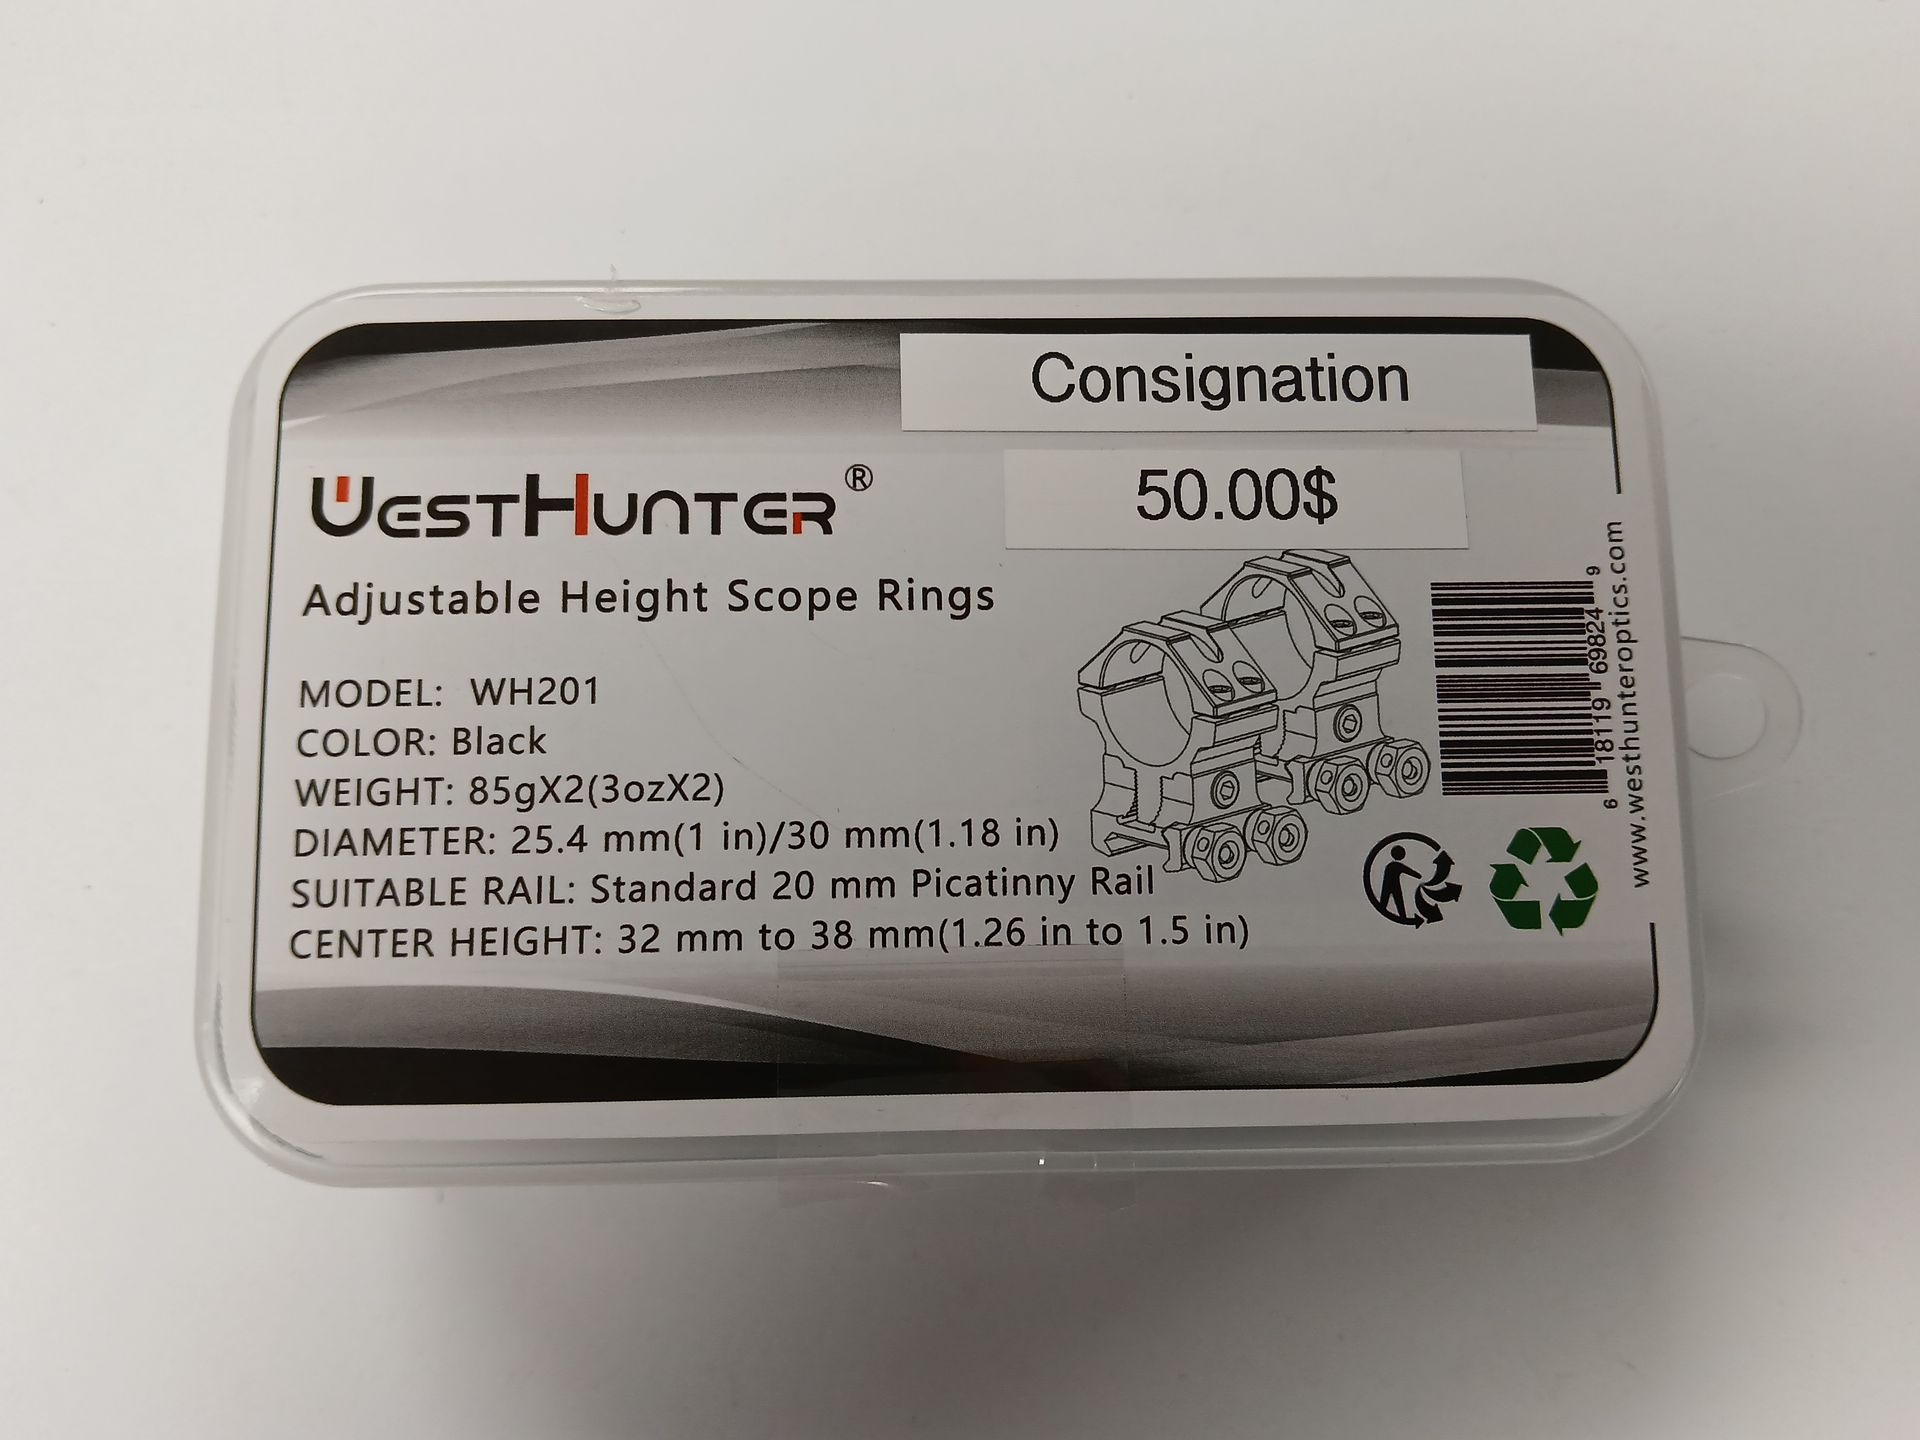 Consignation
50.00$
WESTHUNTER®
Adjustable Height Scope Rings
MODEL: WH201
COLOR: Black
WEIGHT: 85gX2(3ozX2)
DIAMETER: 25.4 mm(1 in)/30 mm(1.18 in)
SUITABLE RAIL: Standard 20 mm Picatinny Rail
CENTER HEIGHT: 32 mm to 38 mm(1.26 in to 1.5 in)
6 18119 69824 9
www.westhunteroptics.com